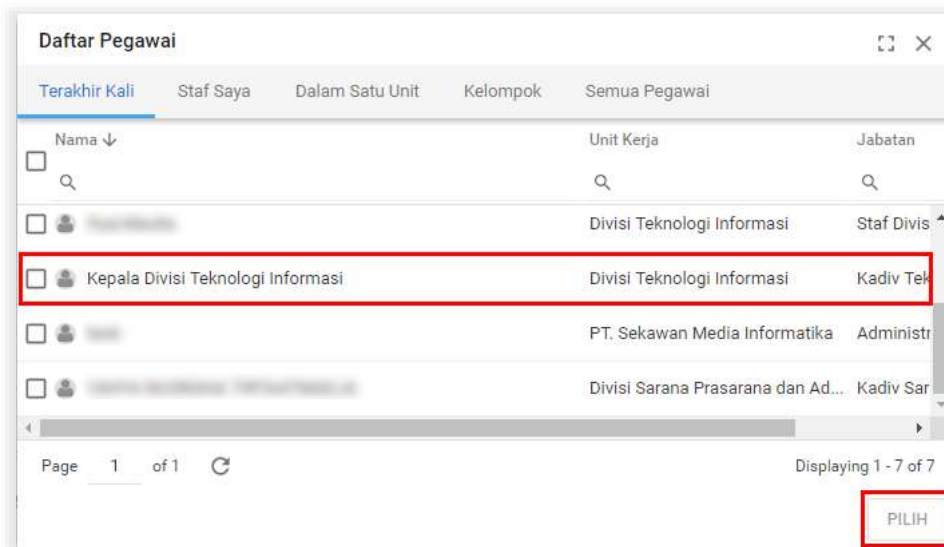 Daftar Pegawai
Terakhir Kali Staf Saya Dalam Satu Unit Kelompok Semua Pegawai
Nama Unit Kerja Jabatan
Divisi Teknologi Informasi Staf Divis
Kepala Divisi Teknologi Informasi Divisi Teknologi Informasi Kadiv Tek
PT. Sekawan Media Informatika Administr
Divisi Sarana Prasarana dan Ad... Kadiv Sar
Page 1 of 1 Displaying 1 - 7 of 7
PILIH